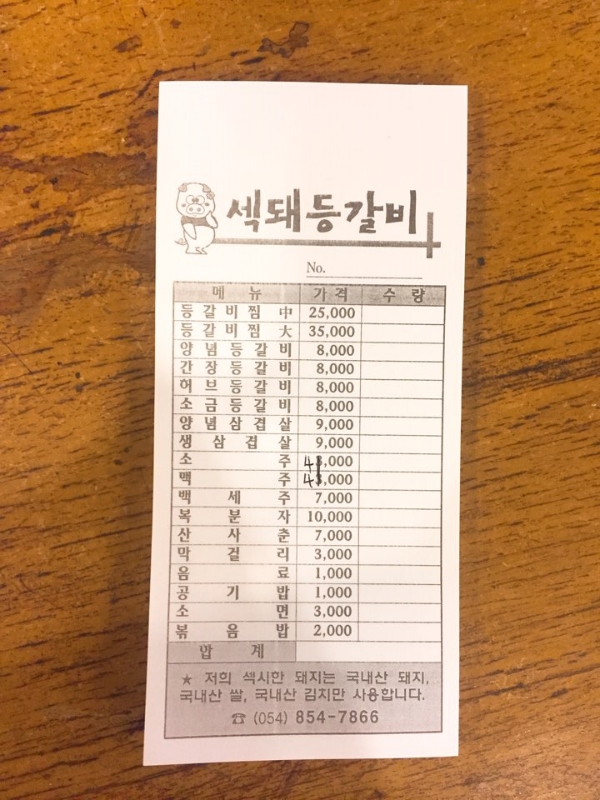 섹돼등갈비
No.
메뉴 가격 수량
등갈비찜 中 25,000
등갈비찜 大 35,000
양념등갈비 8,000
간장등갈비 8,000
허브등갈비 8,000
소금등갈비 8,000
양념삼겹살 9,000
생삼겹살 9,000
소주 4,000
맥주 4,000
백세주 7,000
복분자 10,000
산사춘 7,000
막걸리 3,000
음료 1,000
공기밥 1,000
소면 3,000
볶음밥 2,000
합계
★ 저희 섹시한 돼지는 국내산 돼지,
국내산 쌀, 국내산 김치만 사용합니다.
☎ (054) 854-7866